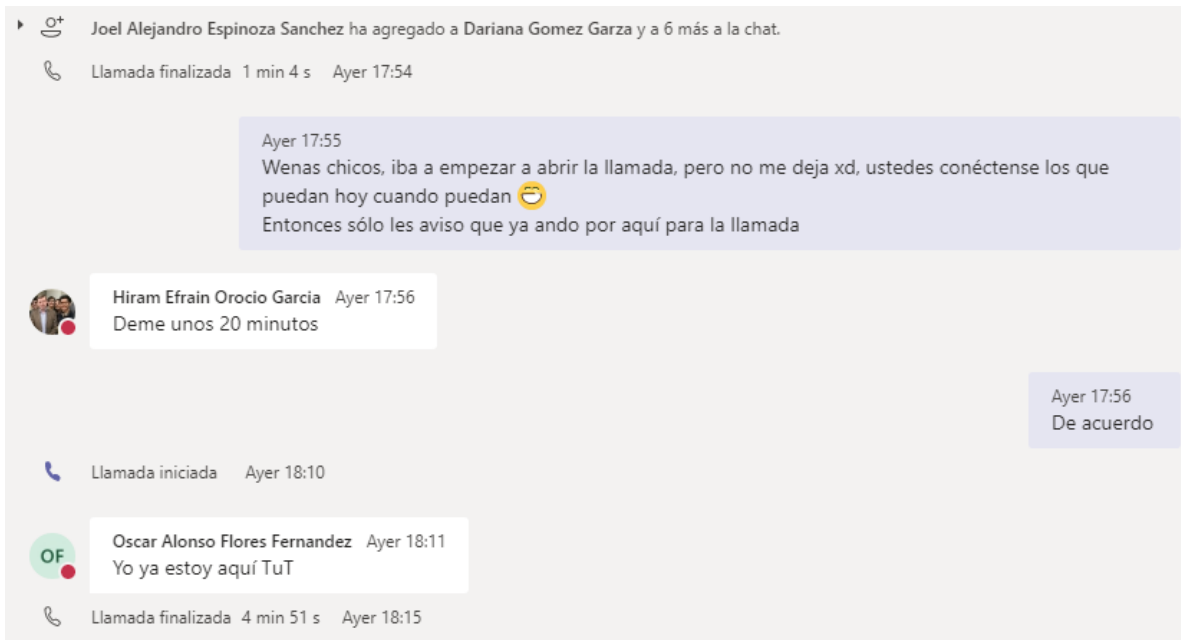 Joel Alejandro Espinoza Sanchez ha agregado a Dariana Gomez Garza y a 6 más a la chat.
Llamada finalizada 1 min 4 s Ayer 17:54
Ayer 17:55
Wenas chicos, iba a empezar a abrir la llamada, pero no me deja xd, ustedes conéctense los que
puedan hoy cuando puedan 😁
Entonces sólo les aviso que ya ando por aquí para la llamada
Hiram Efrain Orocio Garcia Ayer 17:56
Deme unos 20 minutos
Ayer 17:56
De acuerdo
Llamada iniciada Ayer 18:10
OF
Oscar Alonso Flores Fernandez Ayer 18:11
Yo ya estoy aquí TuT
Llamada finalizada 4 min 51 s Ayer 18:15